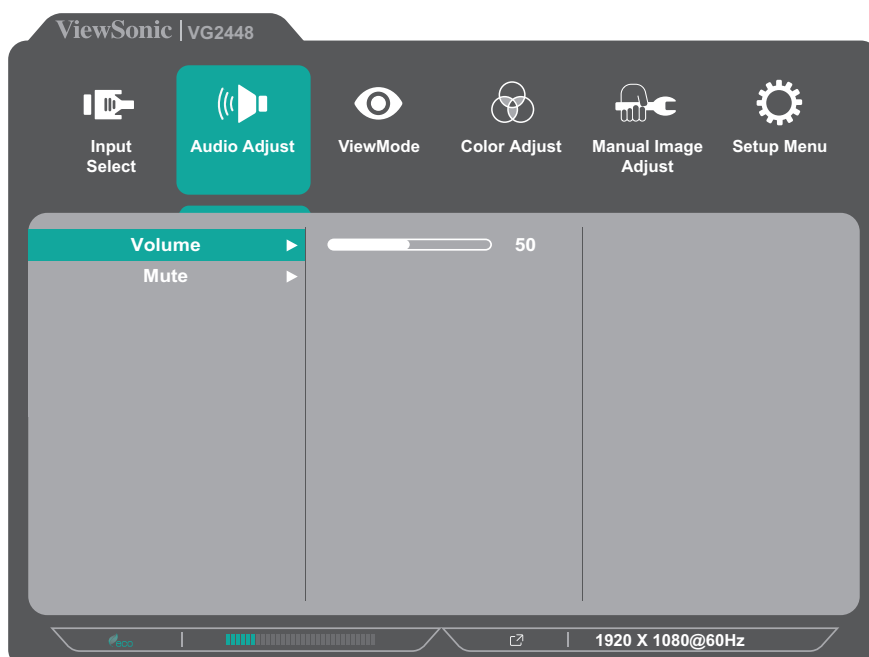 ViewSonic | VG2448
Input Select
Audio Adjust
ViewMode
Color Adjust
Manual Image Adjust
Setup Menu
Volume 50
Mute
eco
1920 X 1080@60Hz